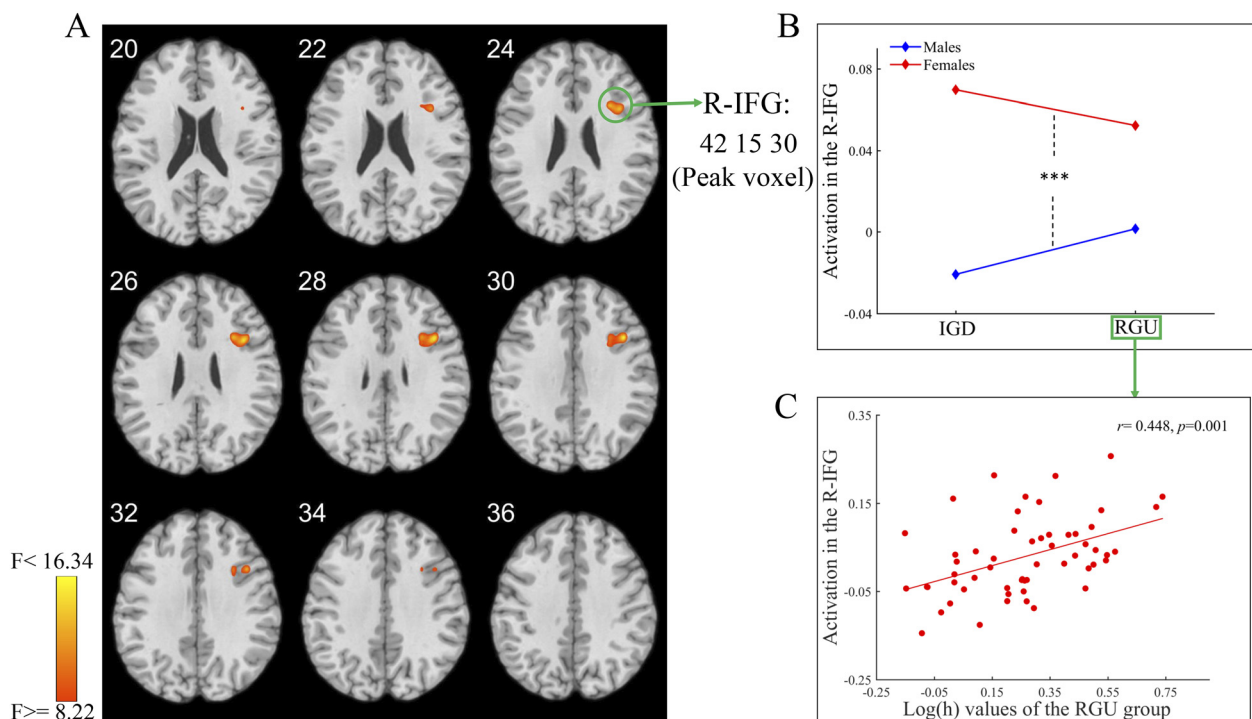 A
20
22
24
R-IFG:
42 15 30
(Peak voxel)
26
28
30
32
34
36
F< 16.34
F>= 8.22
B
Males
Females
Activation in the R-IFG
0.08
0.04
0
-0.04
***
IGD
RGU
C
r= 0.448, p=0.001
Activation in the R-IFG
0.35
0.15
-0.05
-0.25
-0.25 -0.05 0.15 0.35 0.55 0.75
Log(h) values of the RGU group